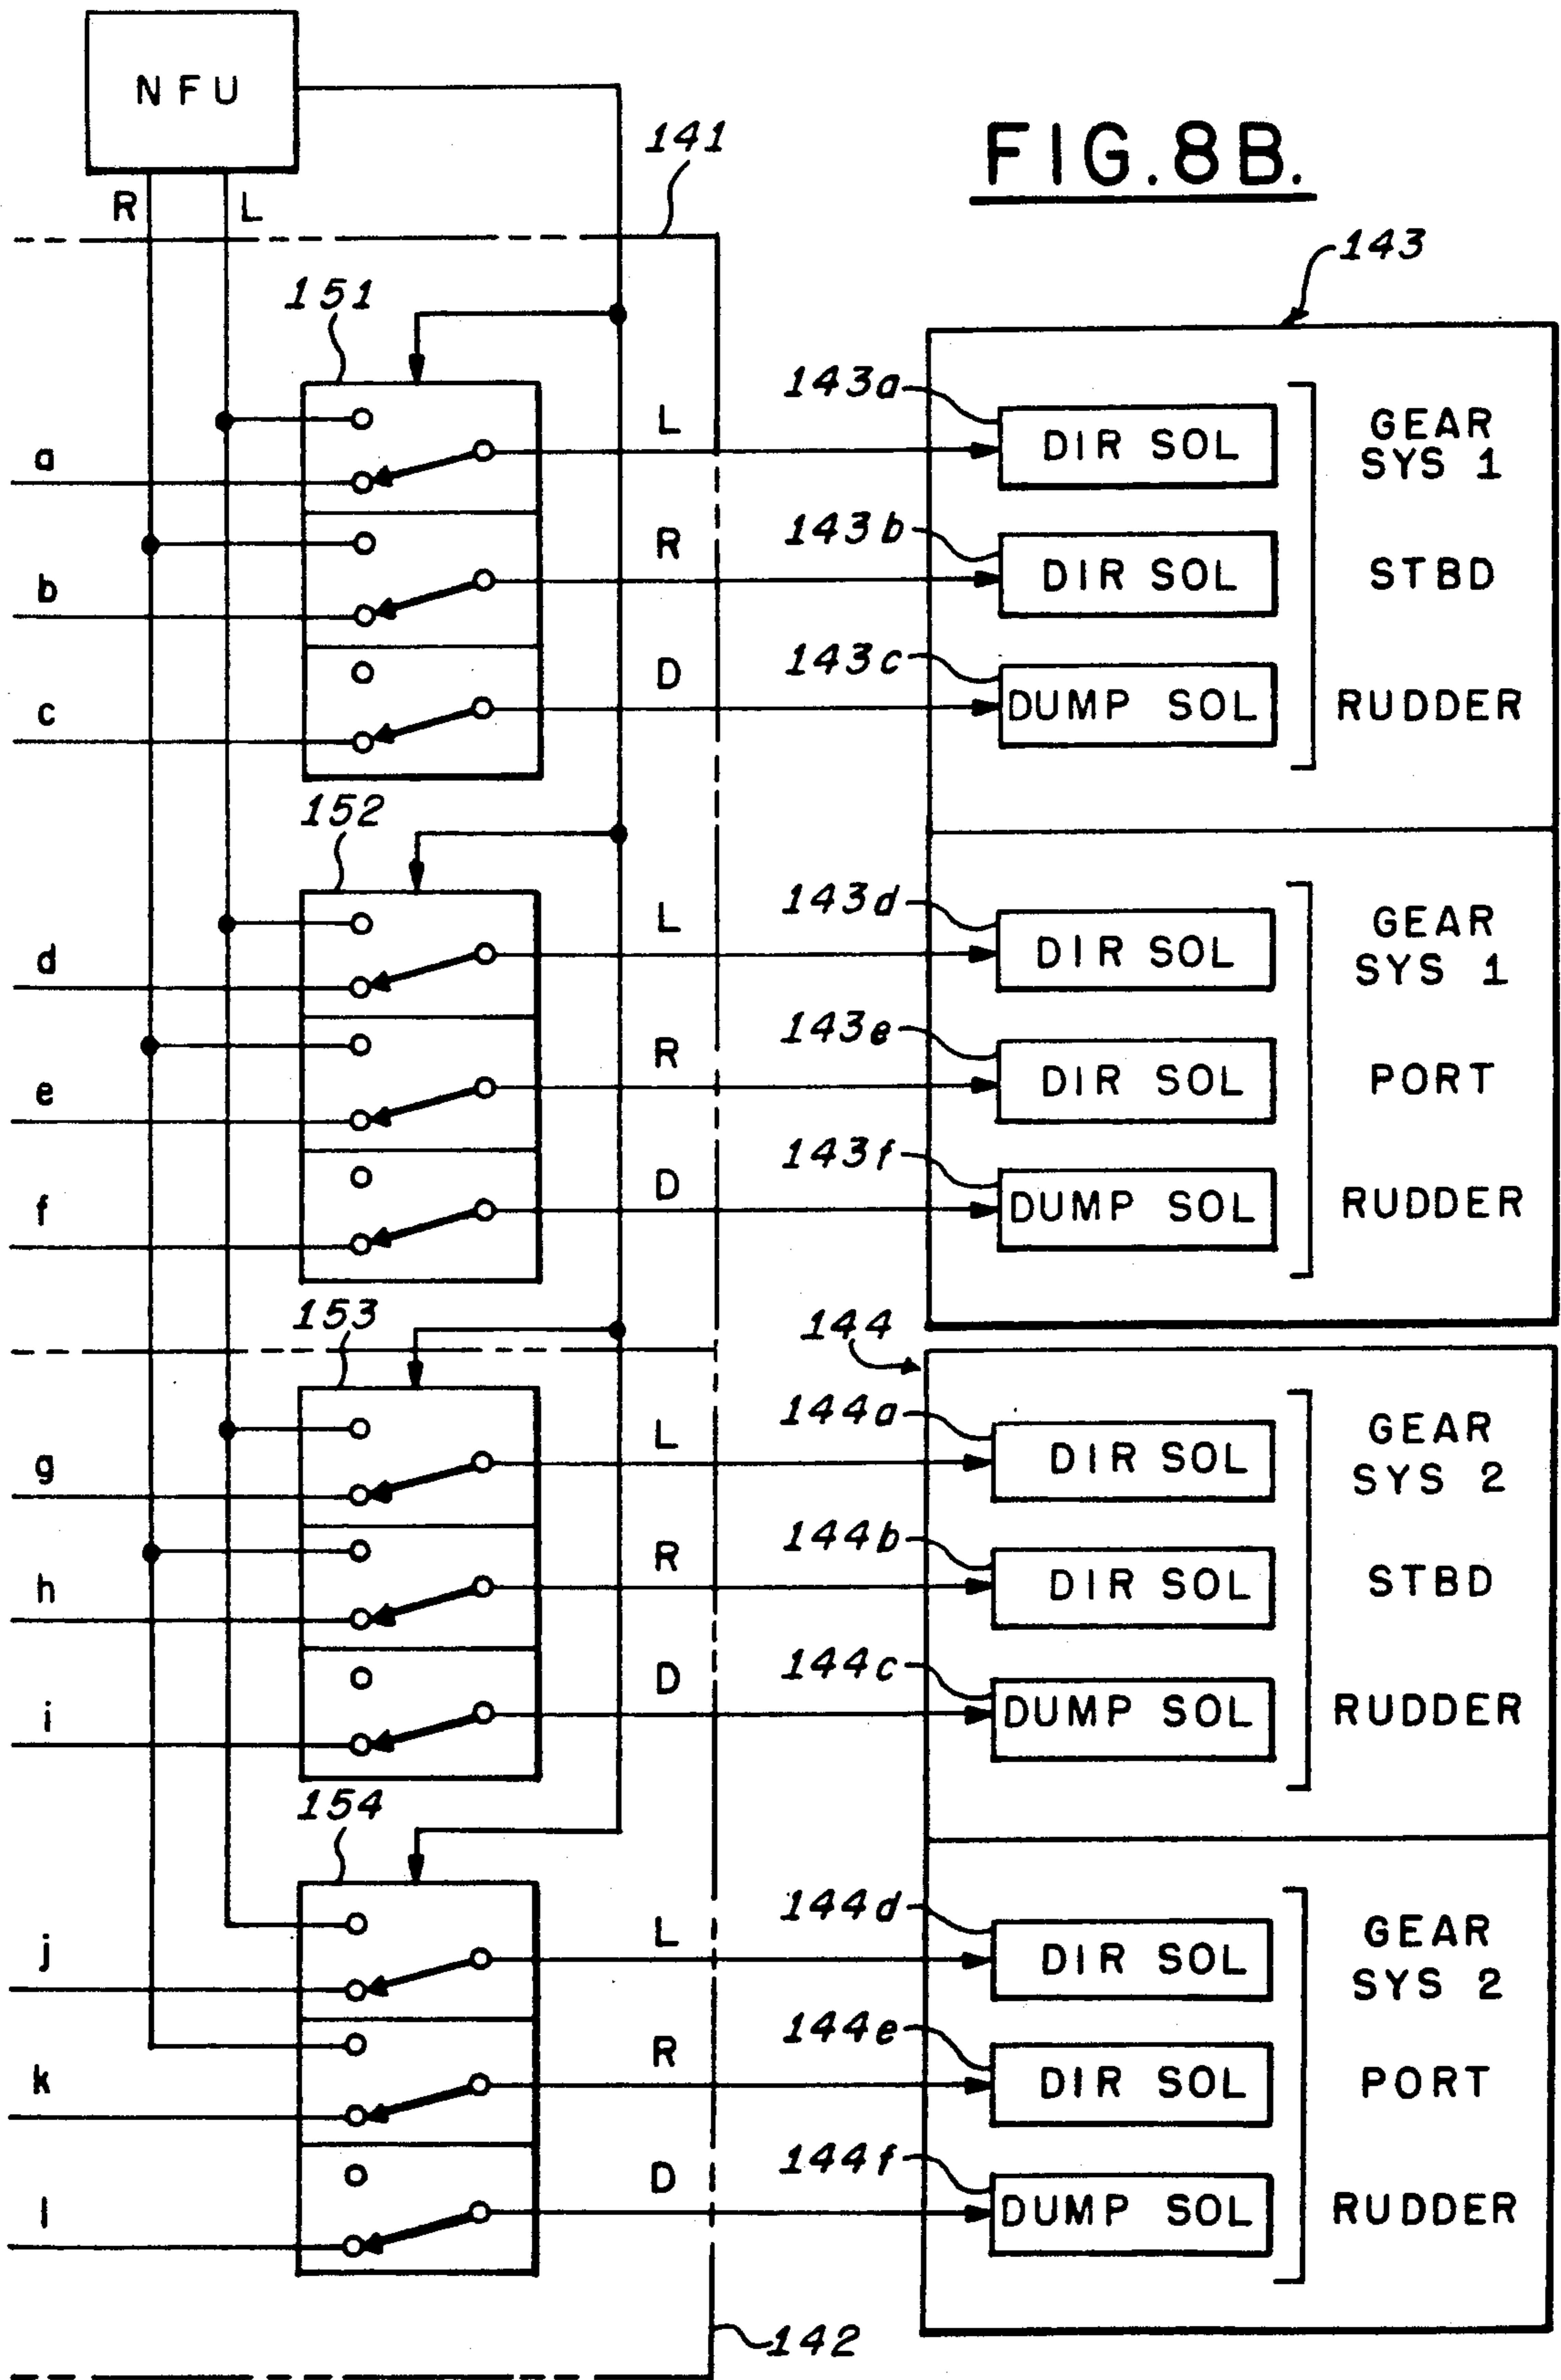 NFU
141
FIG.8B.
R
L
143
151
143a
L
DIR SOL
GEAR
SYS 1
a
143b
R
DIR SOL
STBD
b
143c
D
DUMP SOL
RUDDER
c
152
143d
L
DIR SOL
GEAR
SYS 1
d
143e
R
DIR SOL
PORT
e
143f
D
DUMP SOL
RUDDER
f
153
144
144a
L
DIR SOL
GEAR
SYS 2
g
144b
R
DIR SOL
STBD
h
144c
D
DUMP SOL
RUDDER
i
154
144d
L
DIR SOL
GEAR
SYS 2
j
144e
R
DIR SOL
PORT
k
144f
D
DUMP SOL
RUDDER
l
142